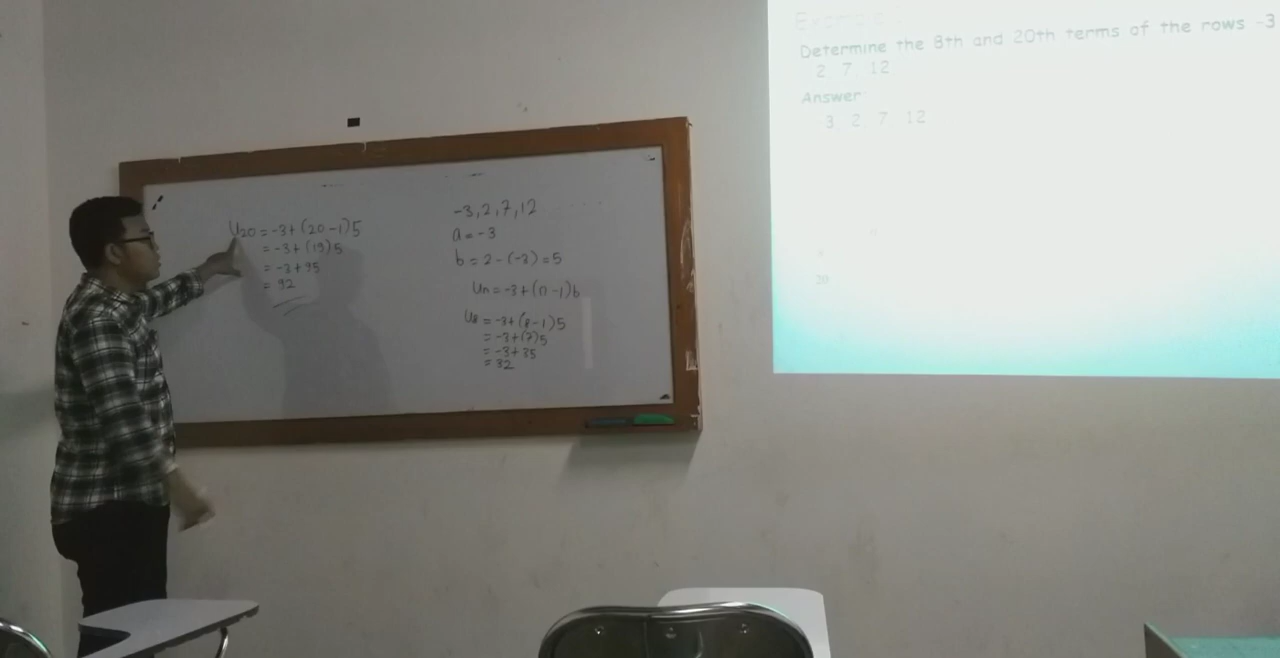 U20 = -3+(20-1)5
= -3+(19)5
= -3+95
= 92
-3, 2, 7, 12
a = -3
b = 2-(-3) = 5
Un = -3+(n-1)b
U8 = -3+(8-1)5
= -3+(7)5
= -3+35
= 32
Example
Determine the 8th and 20th terms of the rows -3
2 7 12
Answer
3 2 7 12
20